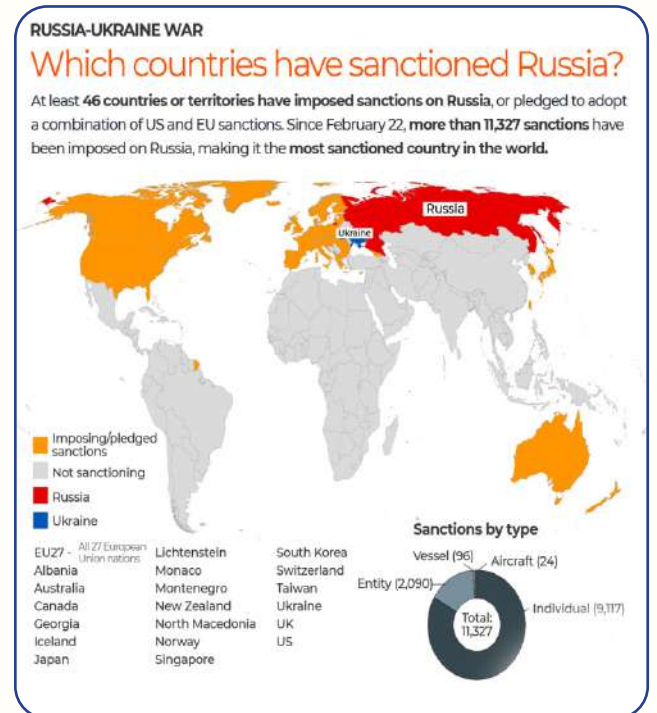 RUSSIA-UKRAINE WAR
Which countries have sanctioned Russia?
At least 46 countries or territories have imposed sanctions on Russia, or pledged to adopt
a combination of US and EU sanctions. Since February 22, more than 11,327 sanctions have
been imposed on Russia, making it the most sanctioned country in the world.
Russia
Ukraine
Imposing/pledged
sanctions
Not sanctioning
Russia
Ukraine
EU27 - All 27 European
Union nations
Albania
Australia
Canada
Georgia
Iceland
Japan
Lichtenstein
Monaco
Montenegro
New Zealand
North Macedonia
Norway
Singapore
South Korea
Switzerland
Taiwan
Ukraine
UK
US
Sanctions by type
Vessel (96)
Aircraft (24)
Entity (2,090)
Individual (9,117)
Total:
11,327